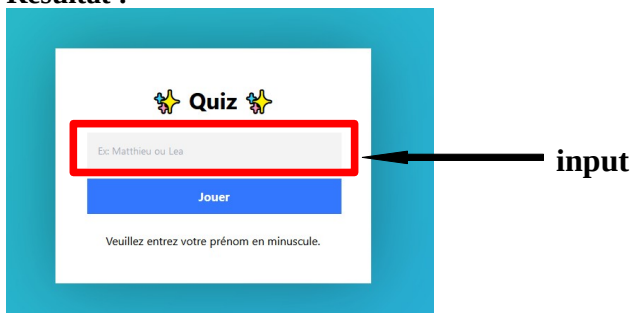 Résultat :
✨ Quiz ✨
Ex: Matthieu ou Lea
input
Jouer
Veuillez entrez votre prénom en minuscule.